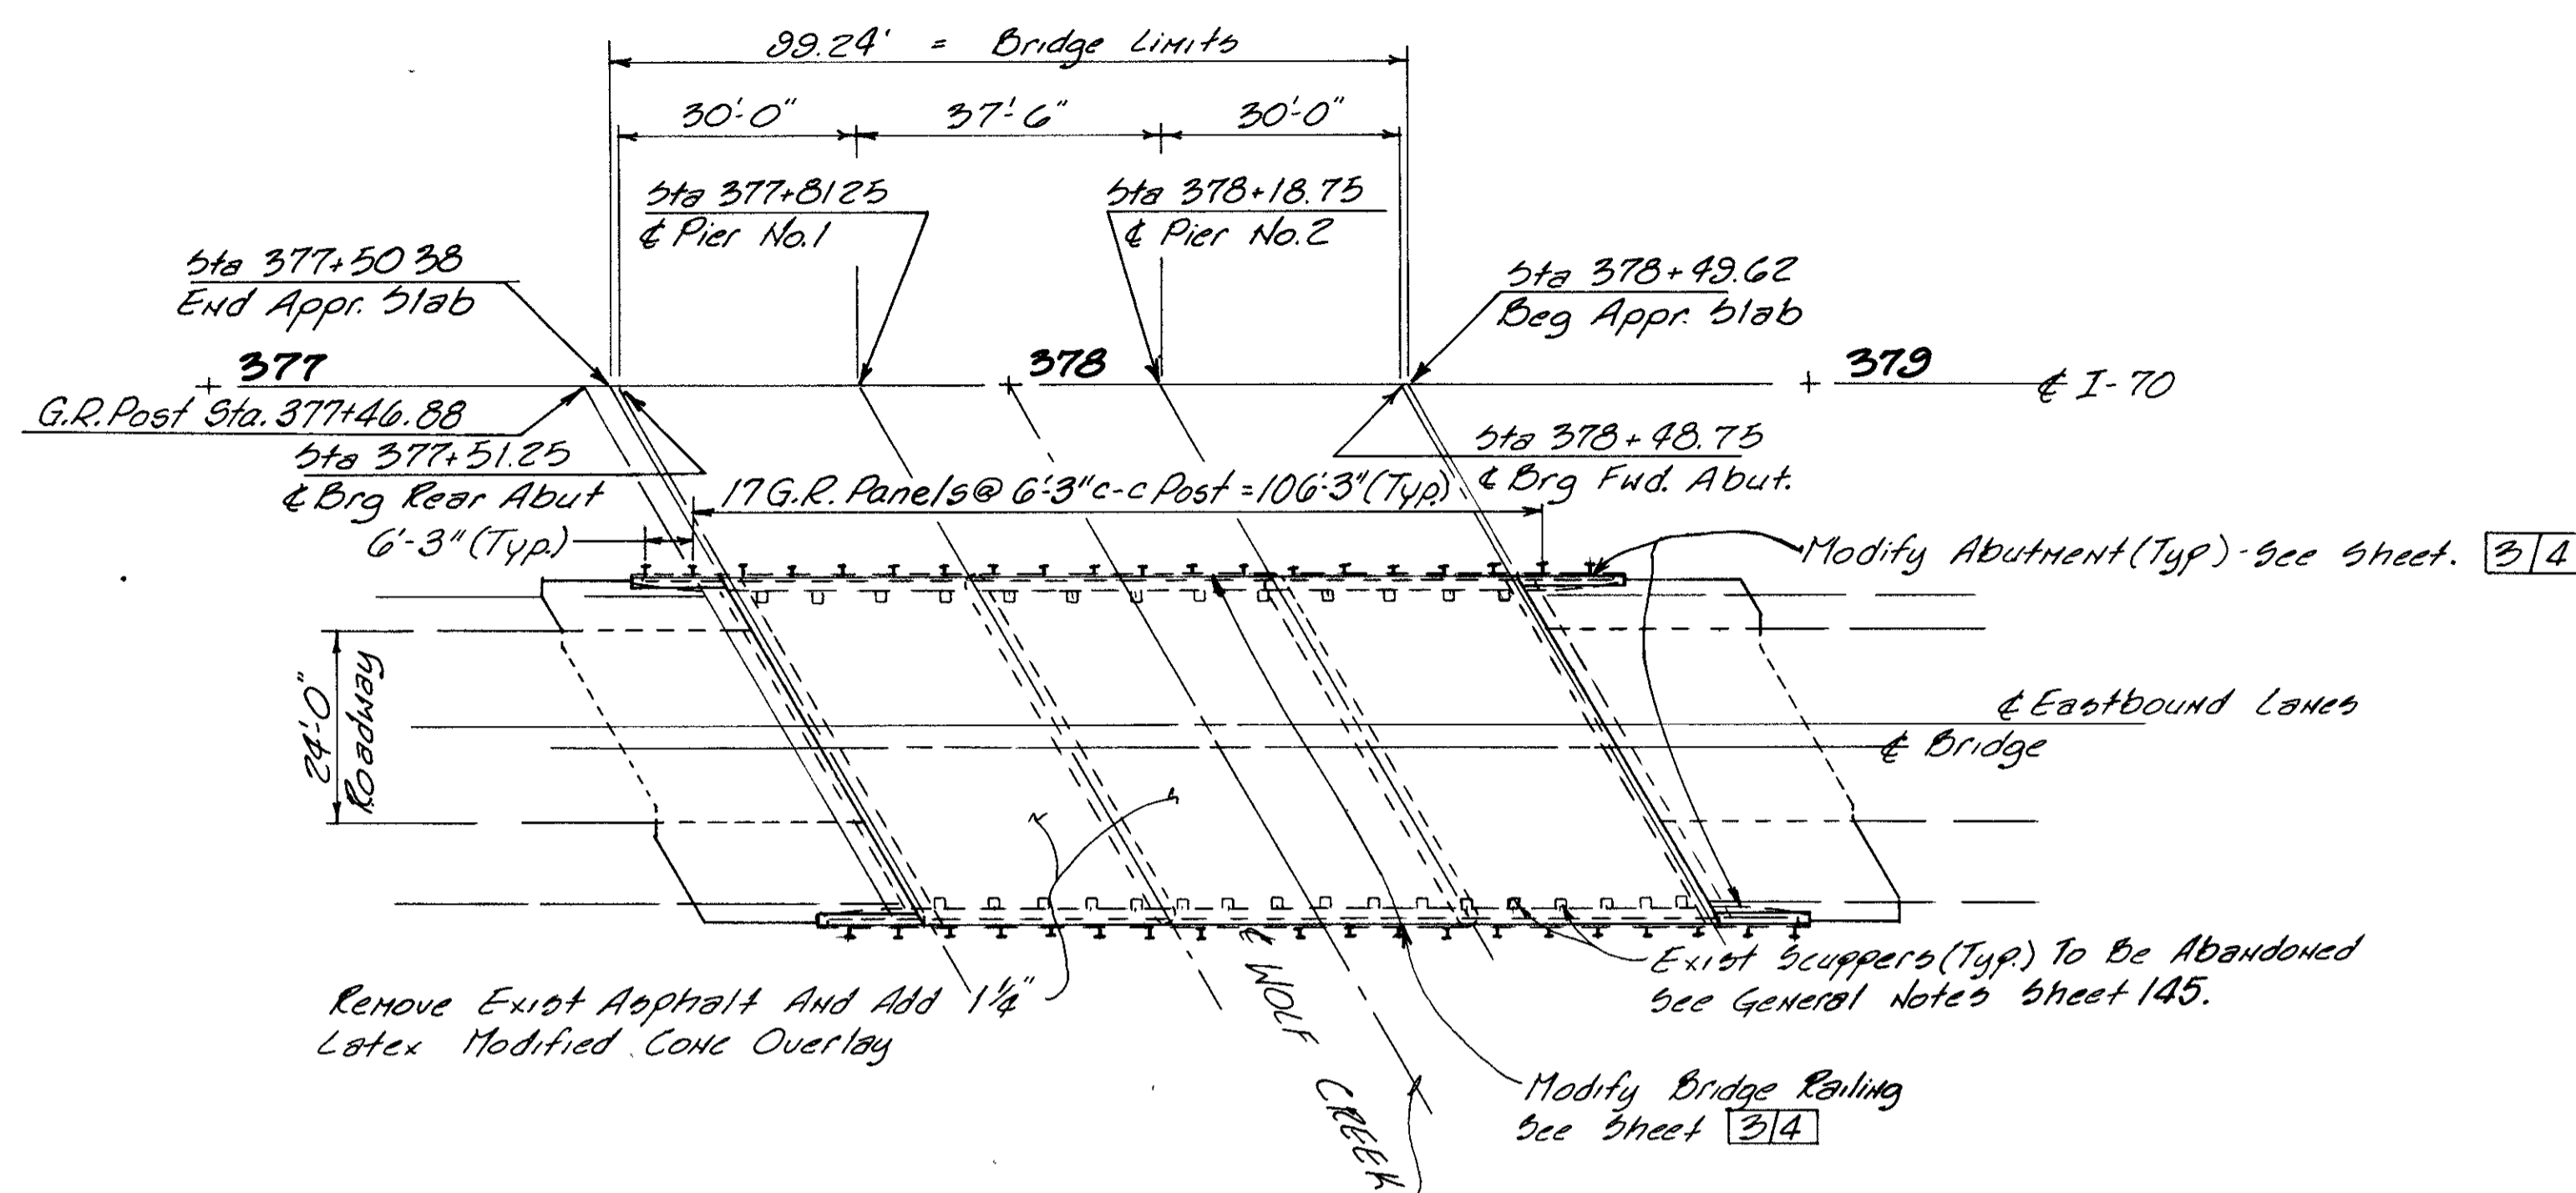 99.24' = Bridge Limits
30'-0" 37'-6" 30'-0"
Sta 377+81.25
℄ Pier No.1
Sta 378+18.75
℄ Pier No.2
Sta 377+50.38
End Appr. Slab
Sta 378+49.62
Beg Appr. Slab
377 378 379 ℄ I-70
G.R. Post Sta. 377+46.88
Sta 377+51.25
℄ Brg Rear Abut
Sta 378+48.75
℄ Brg Fwd. Abut.
17 G.R. Panels @ 6'-3" c-c Post = 106'-3" (Typ.)
6'-3" (Typ.)
Modify Abutment (Typ) - See Sheet. 3/4
24'-0"
Roadway
℄ Eastbound Lanes
℄ Bridge
Remove Exist Asphalt And Add 1 1/4"
Latex Modified Conc Overlay
℄ WOLF CREEK
Exist Scuppers (Typ.) To Be Abandoned
See General Notes Sheet 145.
Modify Bridge Railing
See Sheet 3/4